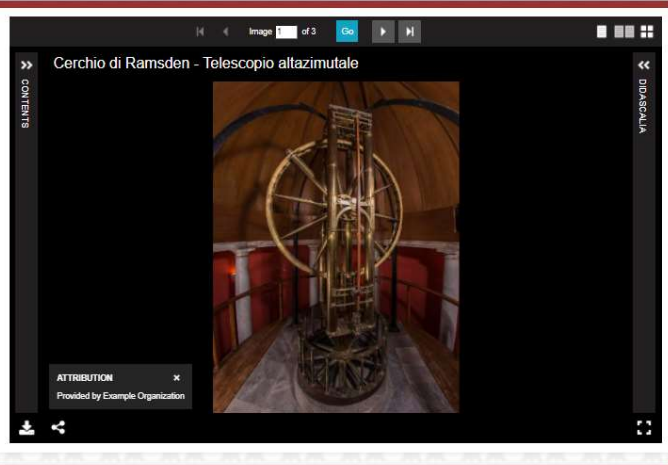 Image 1 of 3 Go
Cerchio di Ramsden - Telescopio altazimutale
CONTENTS
DIDASCALIA
ATTRIBUTION ×
Provided by Example Organization